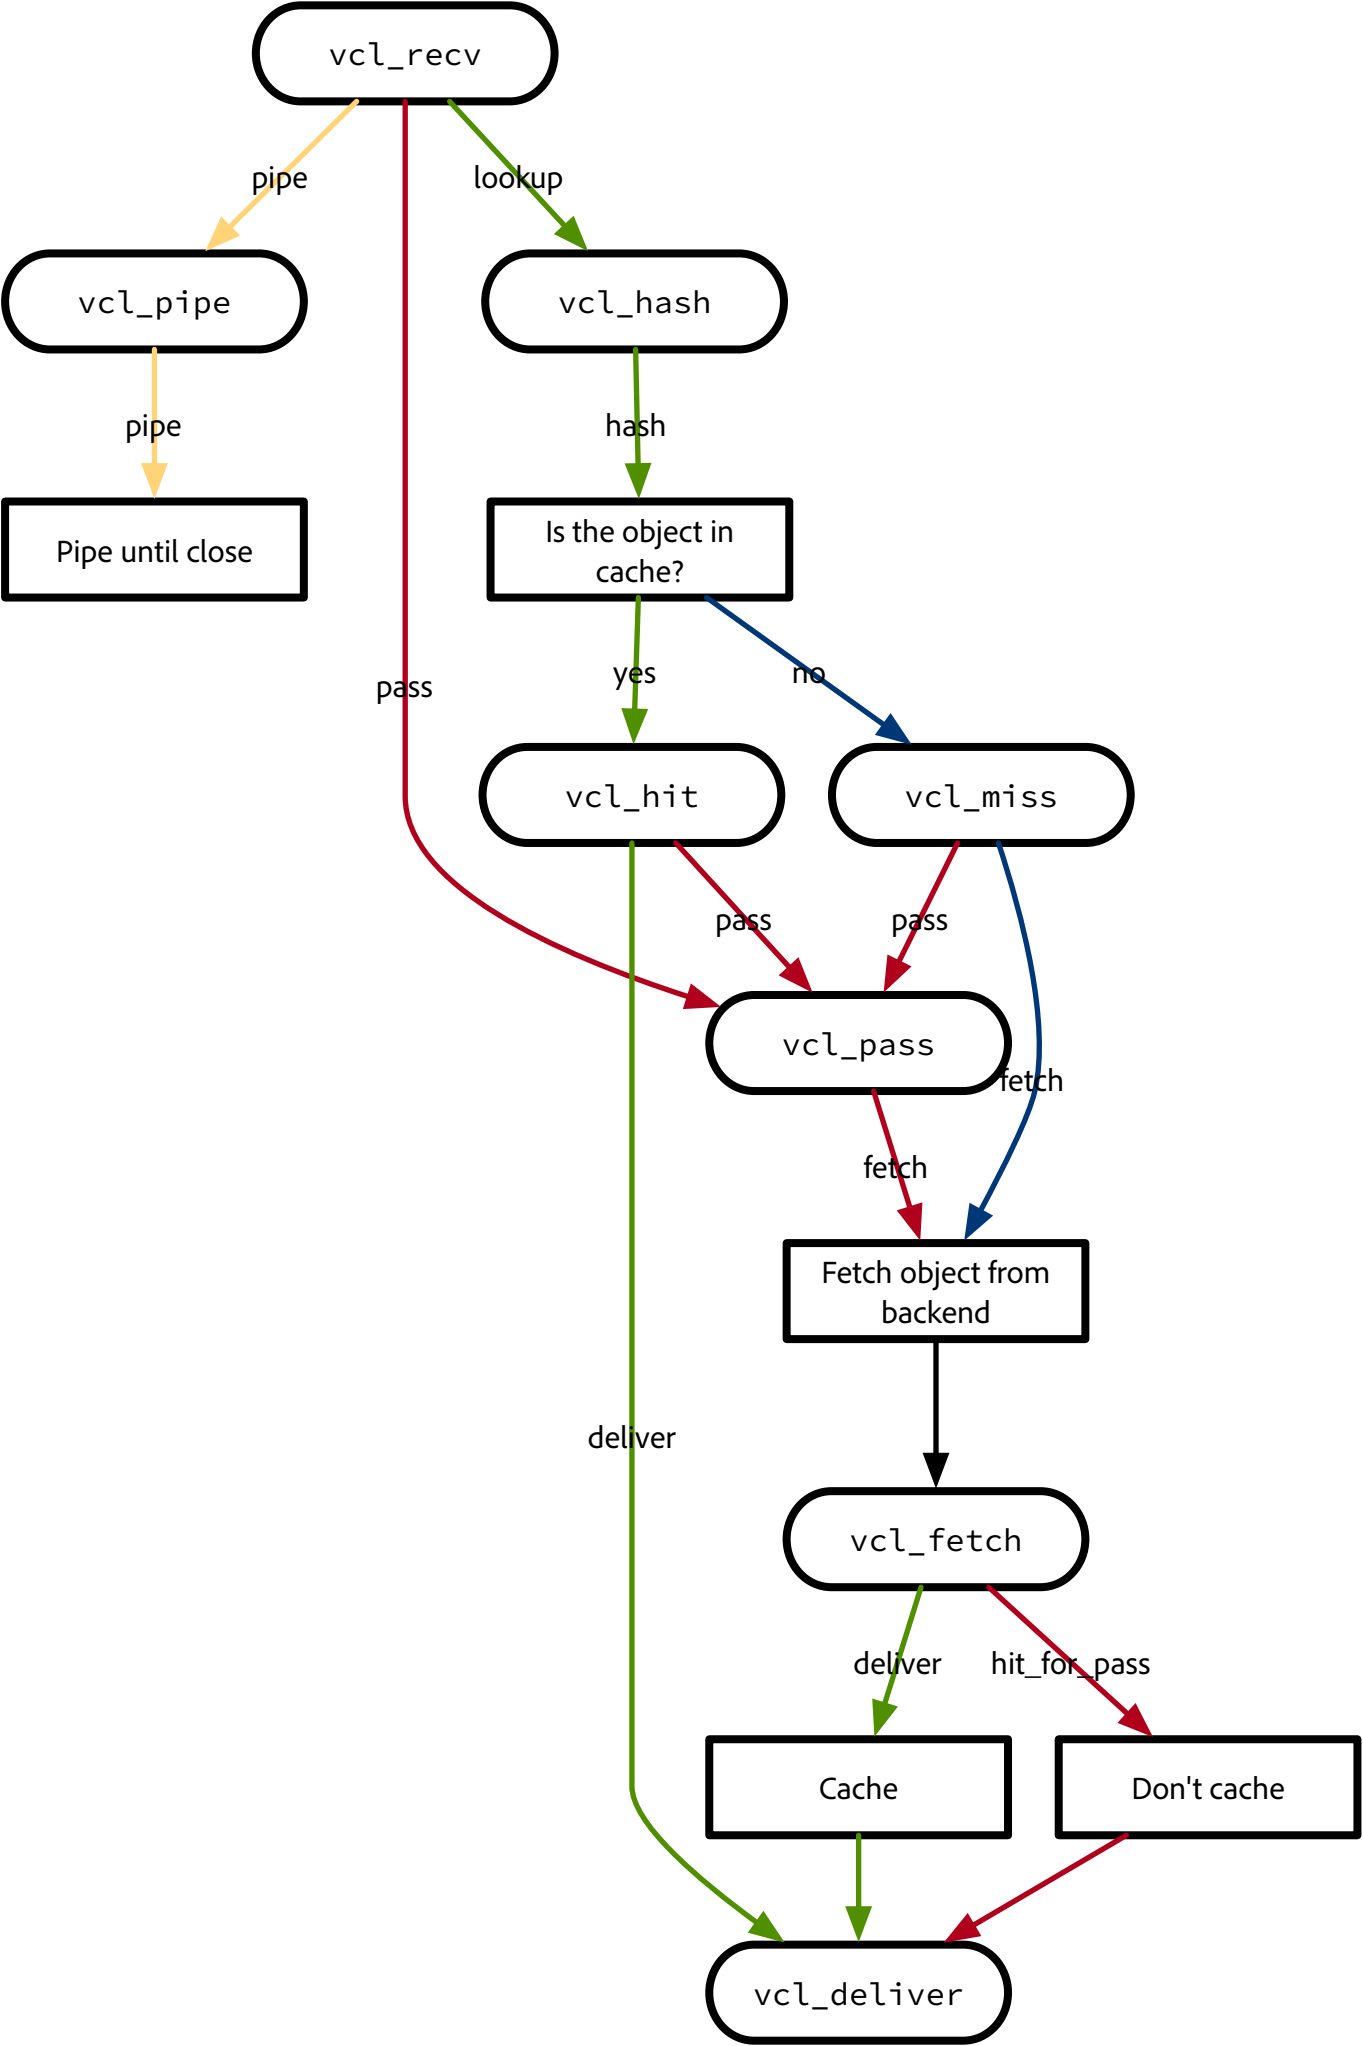 vcl_recv
pipe
lookup
vcl_pipe
vcl_hash
pipe
hash
Pipe until close
Is the object in
cache?
yes
no
pass
vcl_hit
vcl_miss
pass
pass
vcl_pass
fetch
fetch
Fetch object from
backend
deliver
vcl_fetch
deliver
hit_for_pass
Cache
Don't cache
vcl_deliver